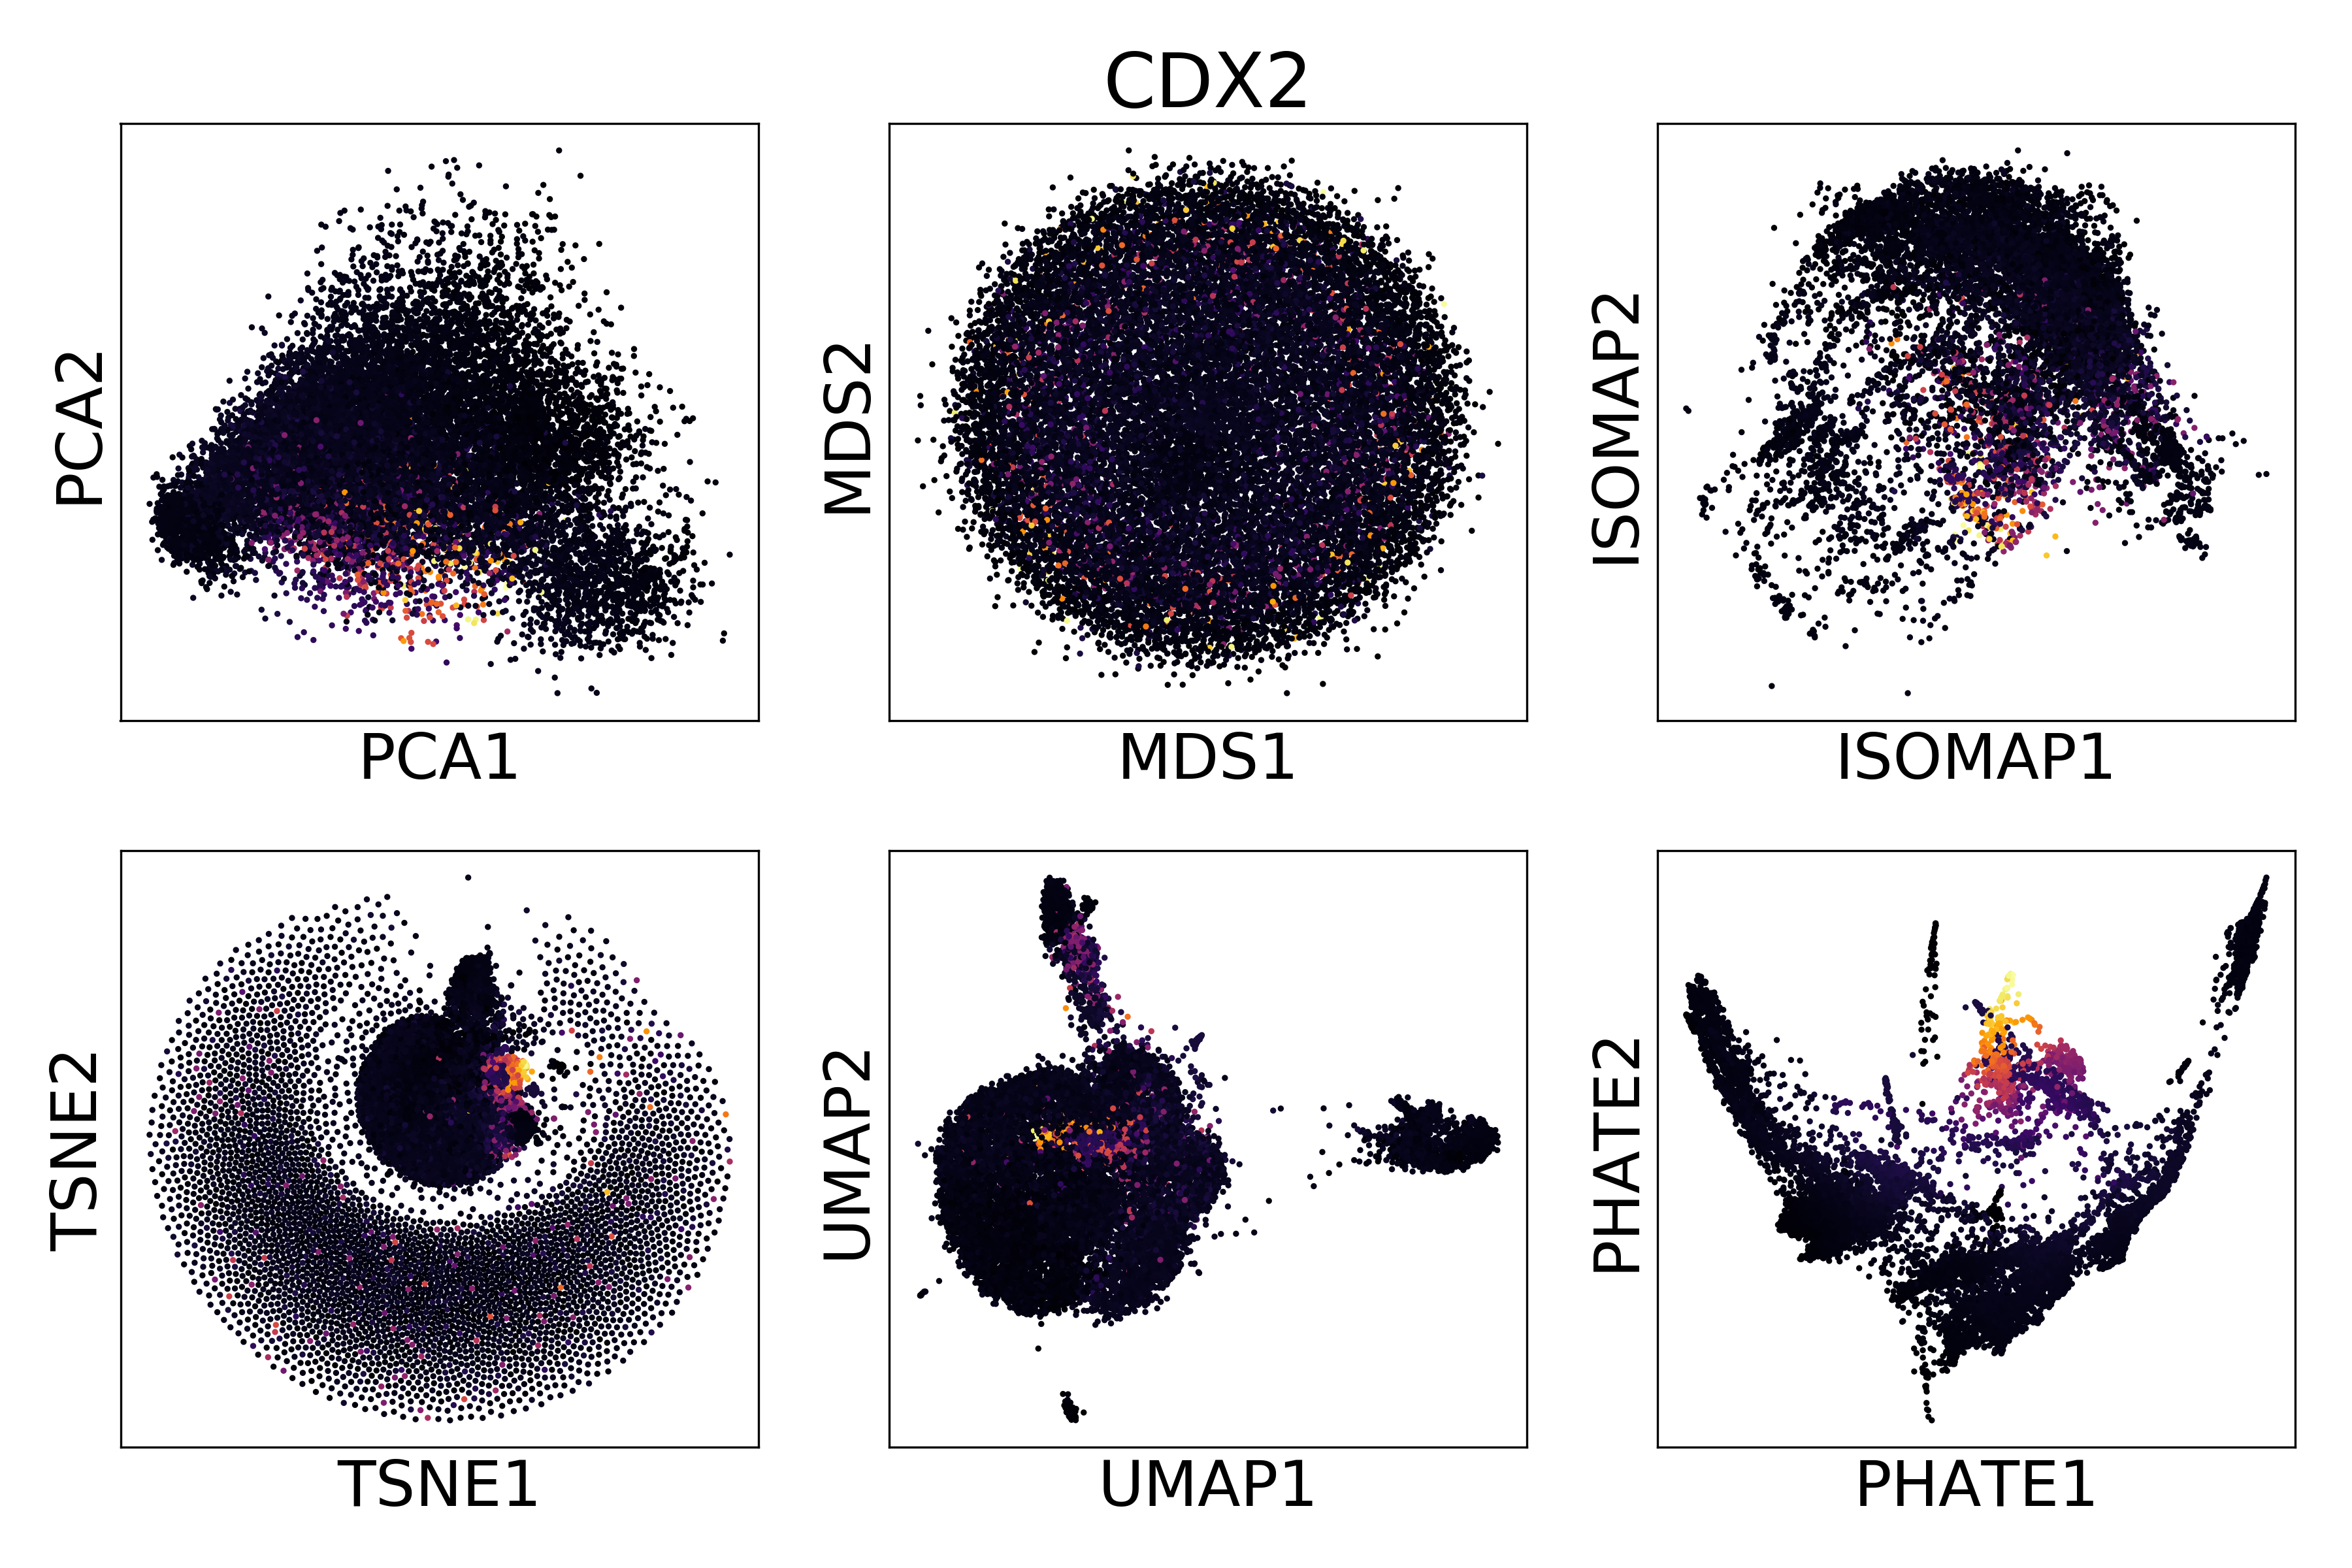 CDX2
PCA2
PCA1
MDS2
MDS1
ISOMAP2
ISOMAP1
TSNE2
TSNE1
UMAP2
UMAP1
PHATE2
PHATE1